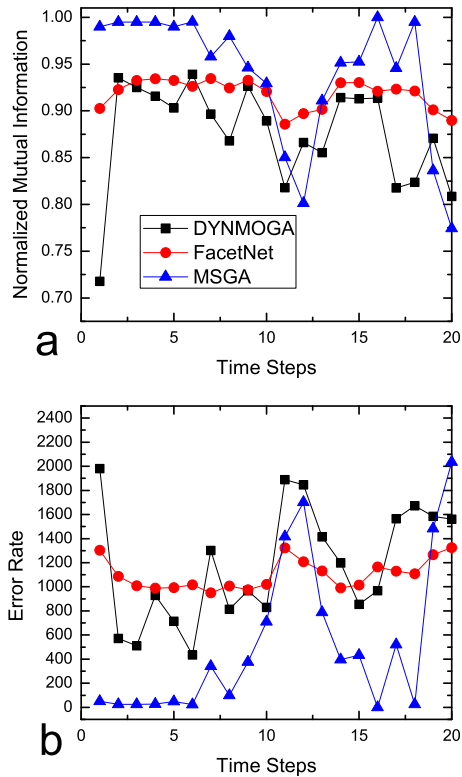 1.00
0.95
0.90
0.85
0.80
0.75
0.70
Normalized Mutual Information
DYNMOGA
FacetNet
MSGA
0 5 10 15 20
a
Time Steps
2400
2200
2000
1800
1600
1400
1200
1000
800
600
400
200
0
Error Rate
0 5 10 15 20
b
Time Steps